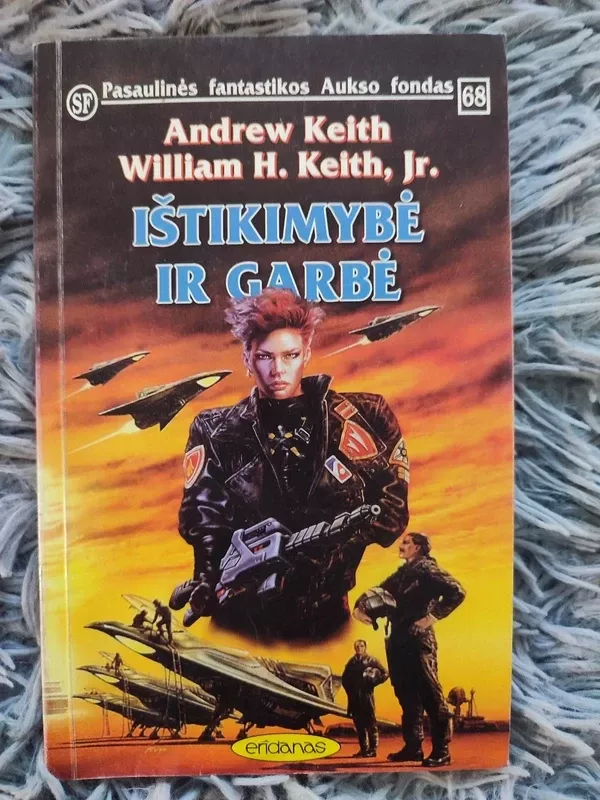 SF Pasaulinės fantastikos Aukso fondas 68
Andrew Keith
William H. Keith, Jr.
IŠTIKIMYBĖ
IR GARBĖ
eridanas